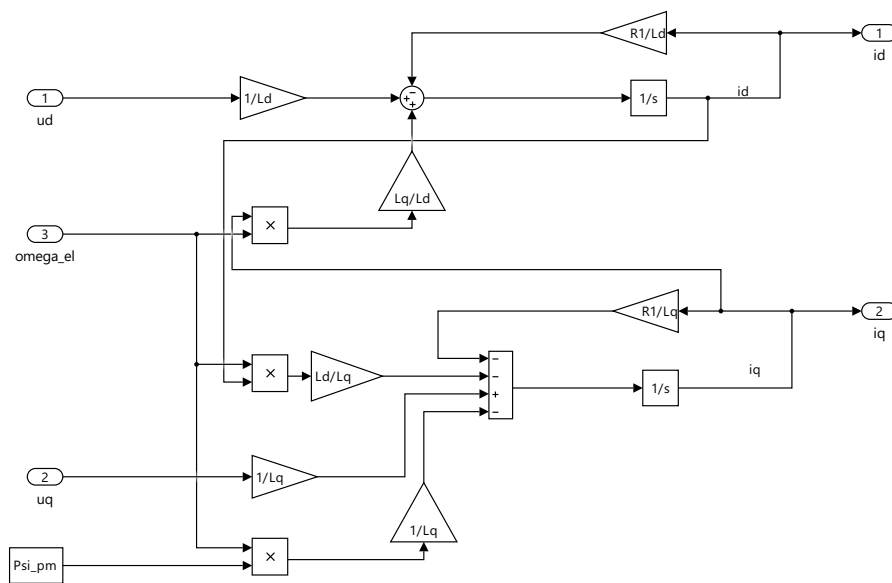 R1/Ld
1
id
1
ud
1/Ld
−
+
+
1/s
id
Lq/Ld
3
omega_el
×
R1/Lq
2
iq
×
Ld/Lq
−
−
+
−
1/s
iq
2
uq
1/Lq
1/Lq
Psi_pm
×